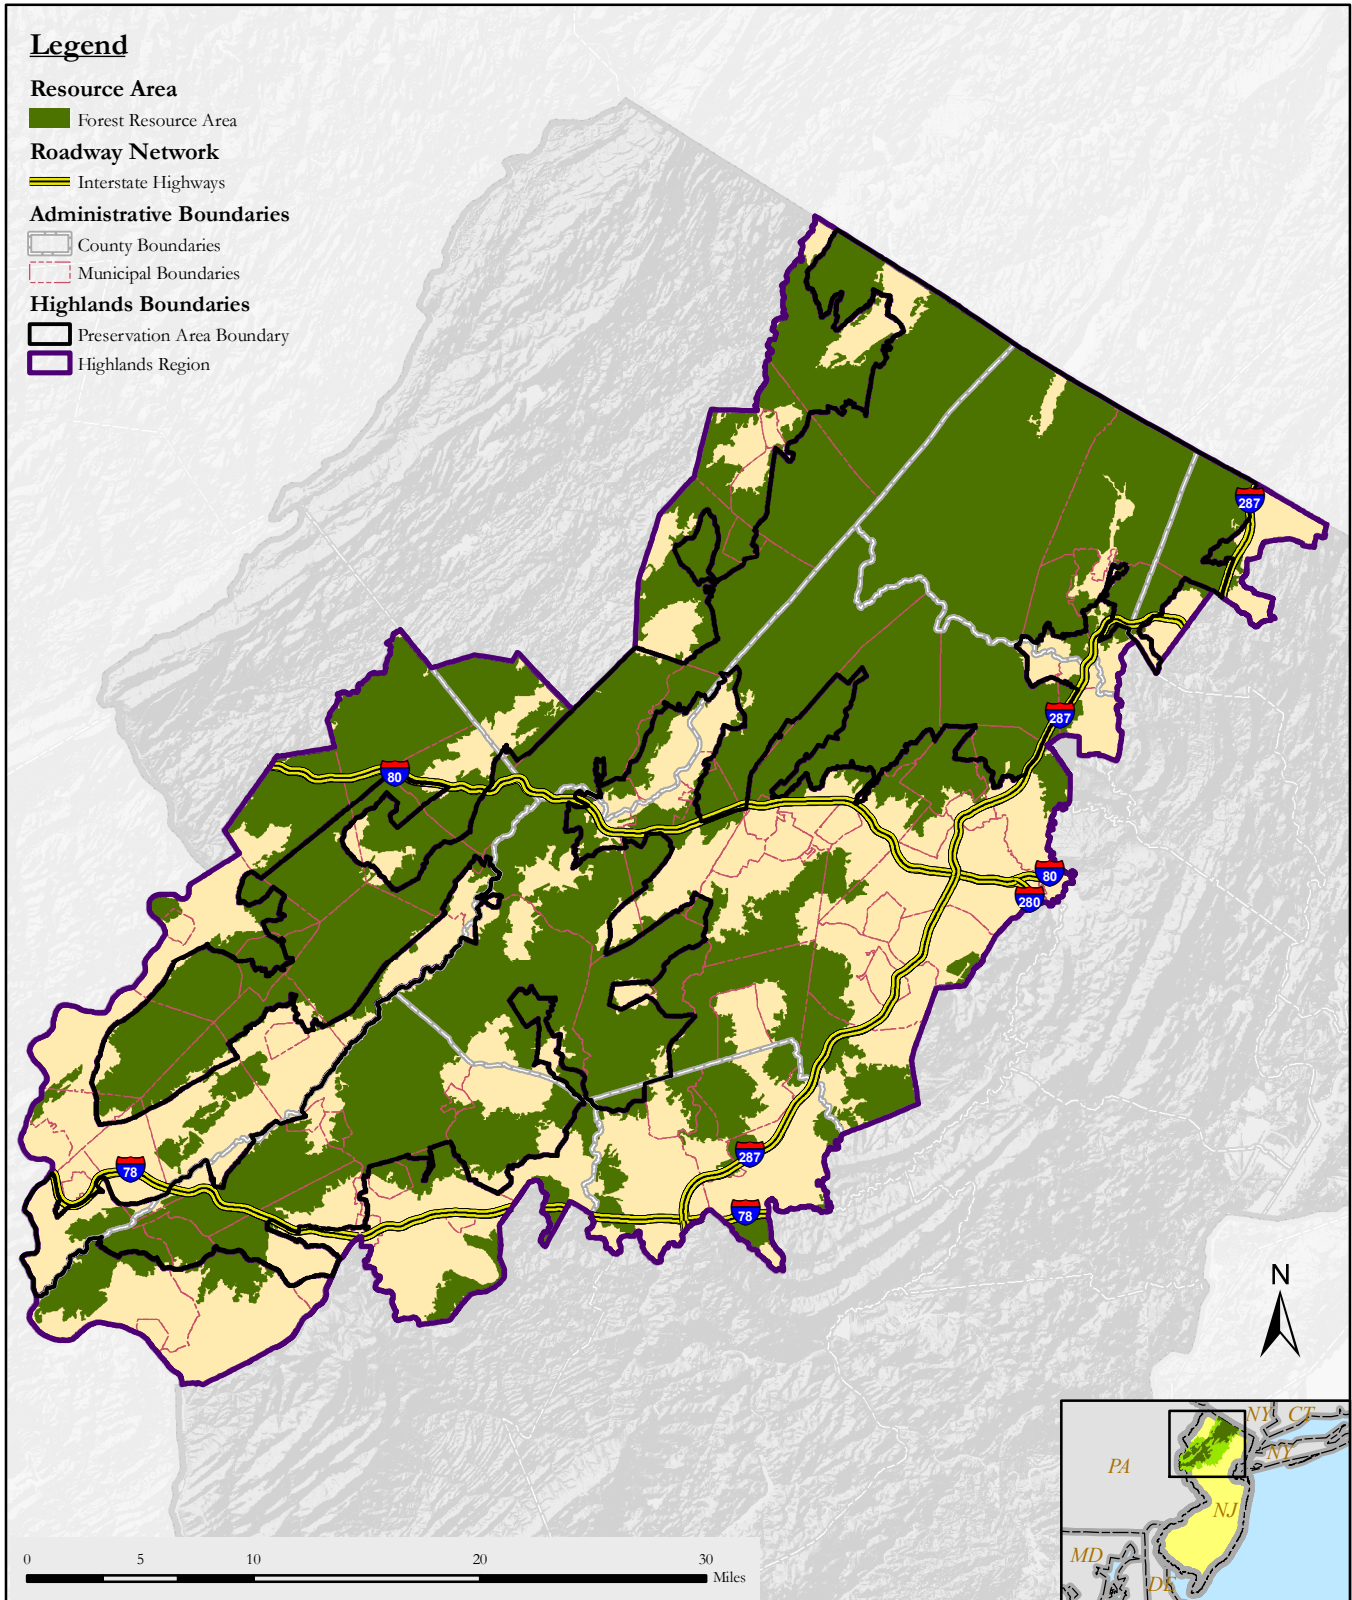 Legend
Resource Area
Forest Resource Area
Roadway Network
Interstate Highways
Administrative Boundaries
County Boundaries
Municipal Boundaries
Highlands Boundaries
Preservation Area Boundary
Highlands Region
287
287
80
80
280
78
287
78
N
NY CT
NY
PA
NJ
MD
DE
0 5 10 20 30
Miles